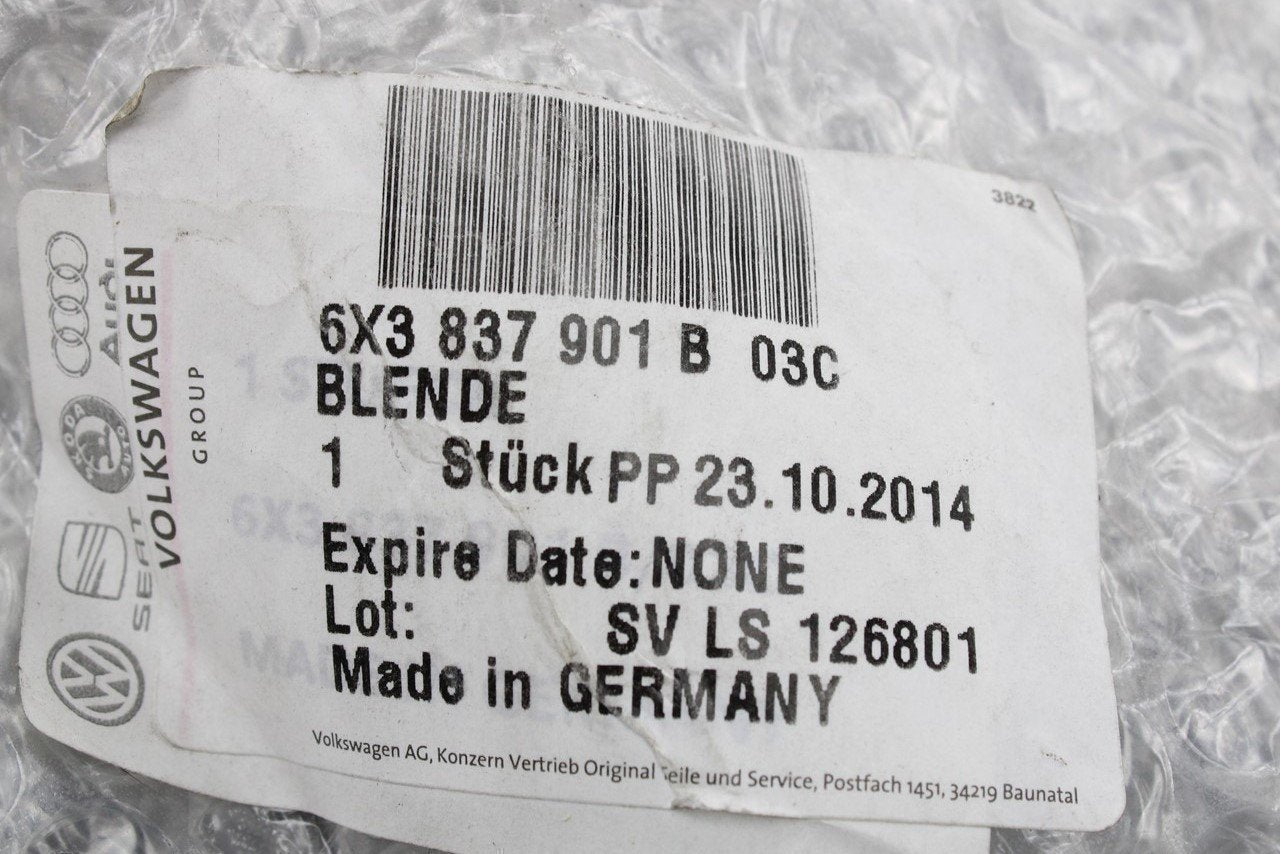 3822
6X3 837 901 B 03C
BLENDE
1 Stück PP 23.10.2014
Expire Date: NONE
Lot: SV LS 126801
Made in GERMANY
Volkswagen AG, Konzern Vertrieb Original Teile und Service, Postfach 1451, 34219 Baunatal
VOLKSWAGEN
GROUP
Audi
SKODA
AUTO
SEAT